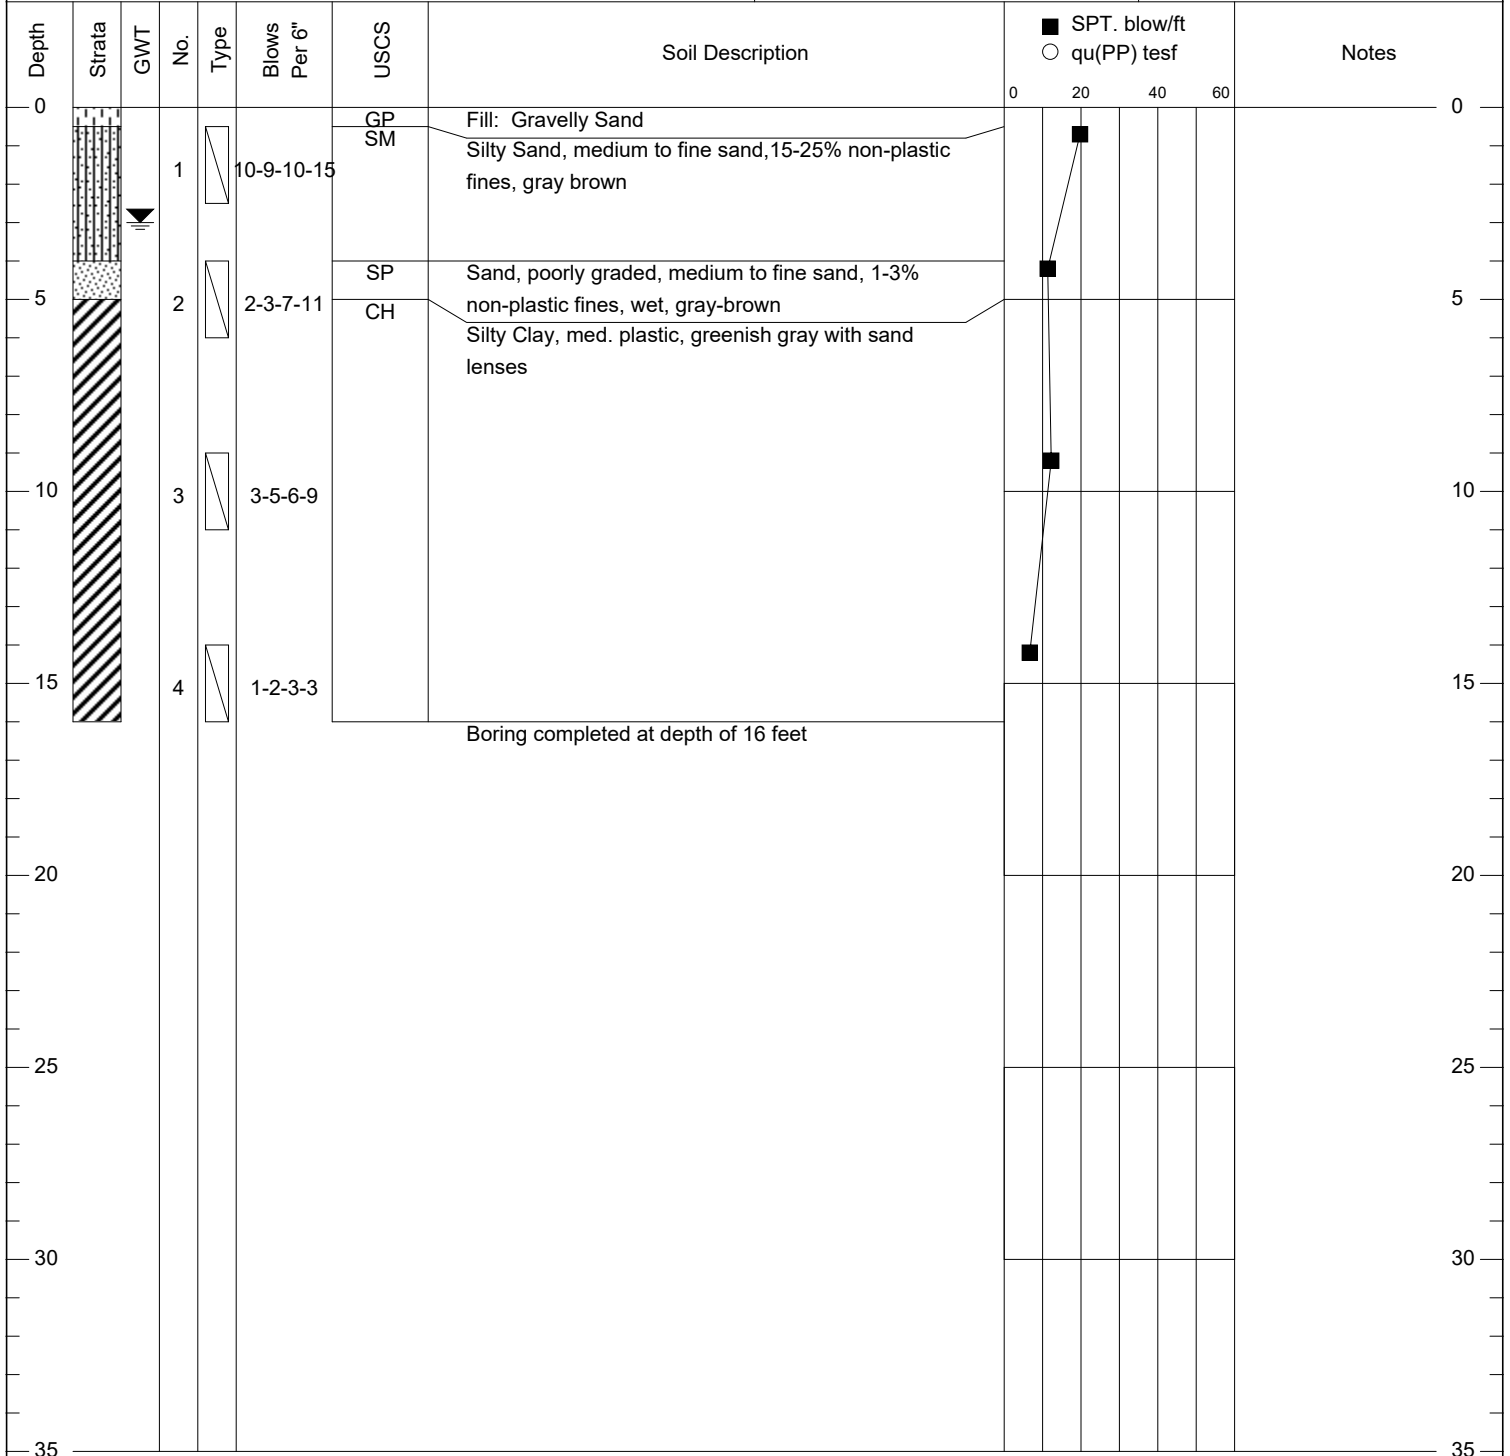 Depth
Strata
GWT
No.
Type
Blows
Per 6"
USCS
Soil Description
SPT. blow/ft
qu(PP) tesf
0 20 40 60
Notes
0
GP
Fill: Gravelly Sand
0
SM
Silty Sand, medium to fine sand,15-25% non-plastic
fines, gray brown
1
10-9-10-15
SP
Sand, poorly graded, medium to fine sand, 1-3%
non-plastic fines, wet, gray-brown
5
2
2-3-7-11
5
CH
Silty Clay, med. plastic, greenish gray with sand
lenses
10
3
3-5-6-9
10
15
4
1-2-3-3
15
Boring completed at depth of 16 feet
20
20
25
25
30
30
35
35